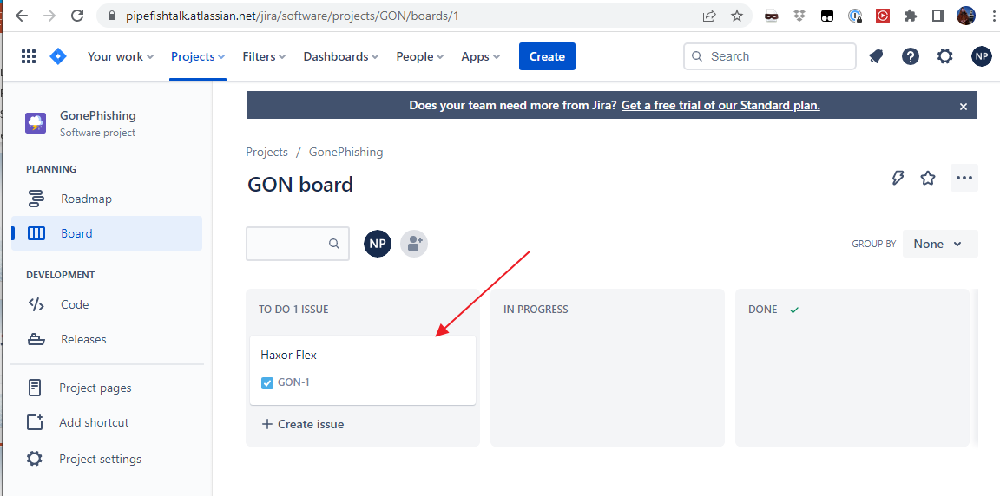 pipefishtalk.atlassian.net/jira/software/projects/GON/boards/1
Your work Projects Filters Dashboards People Apps Create Search NP
GonePhishing
Software project
Does your team need more from Jira? Get a free trial of our Standard plan.
PLANNING
Roadmap
Board
DEVELOPMENT
Code
Releases
Project pages
Add shortcut
Project settings
Projects / GonePhishing
GON board
NP
GROUP BY None
TO DO 1 ISSUE
Haxor Flex
GON-1
+ Create issue
IN PROGRESS
DONE